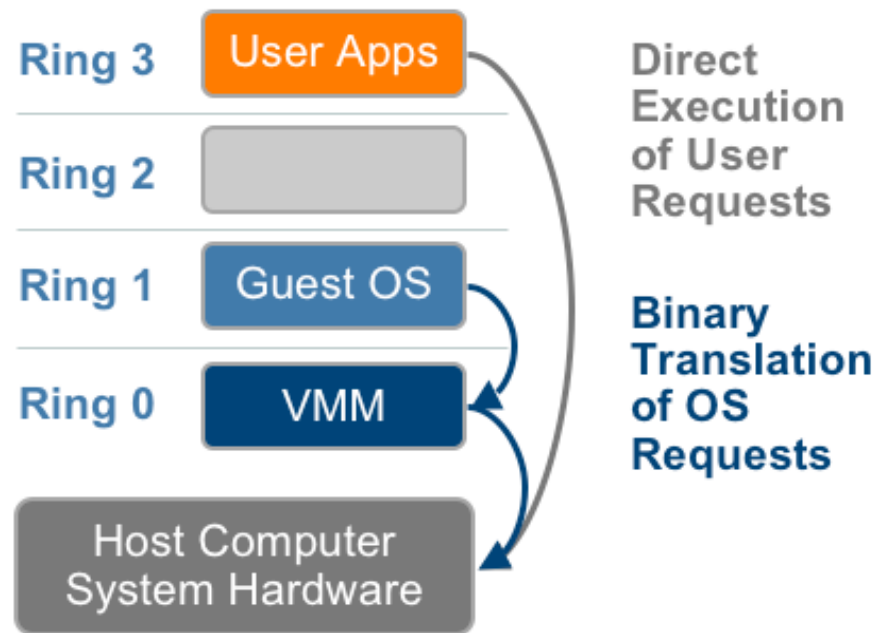 Ring 3
User Apps
Ring 2
Ring 1
Guest OS
Ring 0
VMM
Host Computer
System Hardware
Direct
Execution
of User
Requests
Binary
Translation
of OS
Requests